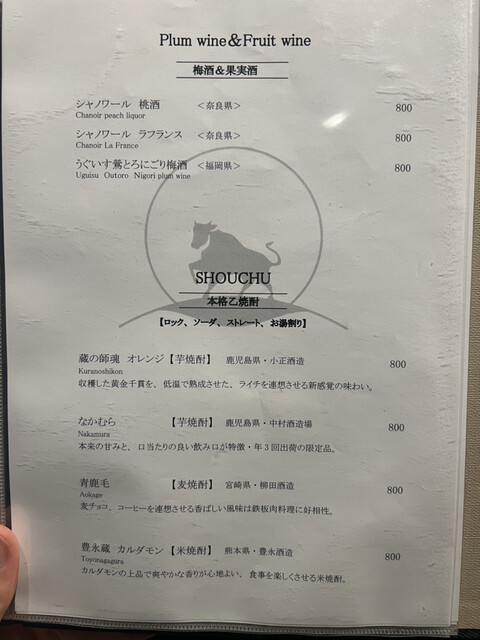 Plum wine&Fruit wine
梅酒&果実酒
シャノワール 桃酒 <奈良県> 800
Chanoir peach liquor
シャノワール ラフランス <奈良県> 800
Chanoir La France
うぐいす鶯とろにごり梅酒 <福岡県> 800
Uguisu Outoro Nigori plum wine
SHOUCHU
本格乙焼酎
【ロック、ソーダ、ストレート、お湯割り】
蔵の師魂 オレンジ【芋焼酎】 鹿児島県・小正酒造 800
Kuranoshikon
収穫した黄金千貫を、低温で熟成させた、ライチを連想させる新感覚の味わい。
なかむら 【芋焼酎】 鹿児島県・中村酒造場 800
Nakamura
本来の甘みと、口当たりの良い飲み口が特徴・年3回出荷の限定品。
青鹿毛 【麦焼酎】 宮崎県・柳田酒造 800
Aokage
麦チョコ、コーヒーを連想させる香ばしい風味は鉄板肉料理に好相性。
豊永蔵 カルダモン【米焼酎】 熊本県・豊永酒造 800
Toyonagagura
カルダモンの上品で爽やかな香りが心地よい、食事を楽しくさせる米焼酎。